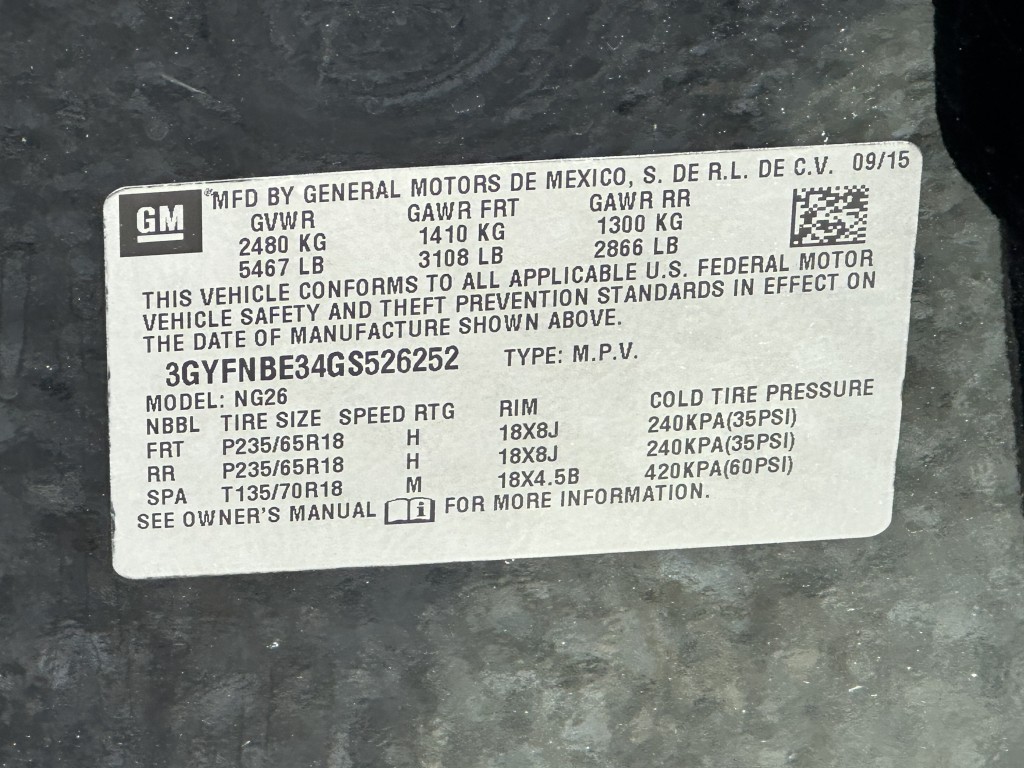 GM
®MFD BY GENERAL MOTORS DE MEXICO, S. DE R.L. DE C.V. 09/15
GVWR GAWR FRT GAWR RR
2480 KG 1410 KG 1300 KG
5467 LB 3108 LB 2866 LB
THIS VEHICLE CONFORMS TO ALL APPLICABLE U.S. FEDERAL MOTOR
VEHICLE SAFETY AND THEFT PREVENTION STANDARDS IN EFFECT ON
THE DATE OF MANUFACTURE SHOWN ABOVE.
3GYFNBE34GS526252 TYPE: M.P.V.
MODEL: NG26
NBBL TIRE SIZE SPEED RTG RIM COLD TIRE PRESSURE
FRT P235/65R18 H 18X8J 240KPA(35PSI)
RR P235/65R18 H 18X8J 240KPA(35PSI)
SPA T135/70R18 M 18X4.5B 420KPA(60PSI)
SEE OWNER'S MANUAL i FOR MORE INFORMATION.